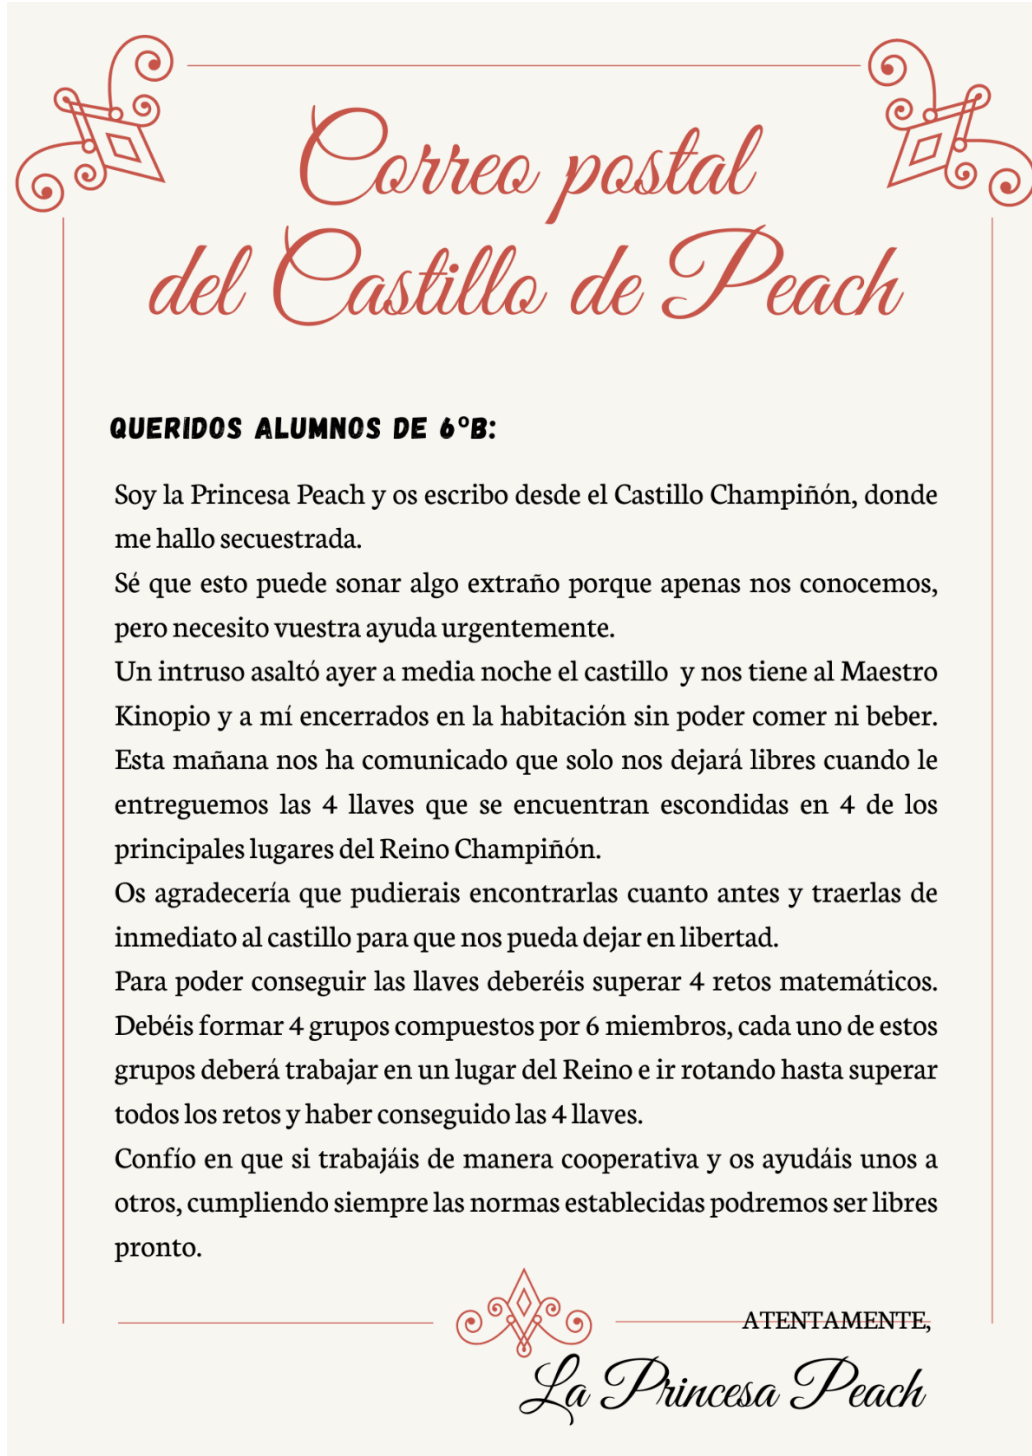 Correo postal
del Castillo de Peach
QUERIDOS ALUMNOS DE 6ºB:
Soy la Princesa Peach y os escribo desde el Castillo Champiñón, donde
me hallo secuestrada.
Sé que esto puede sonar algo extraño porque apenas nos conocemos,
pero necesito vuestra ayuda urgentemente.
Un intruso asaltó ayer a media noche el castillo y nos tiene al Maestro
Kinopio y a mí encerrados en la habitación sin poder comer ni beber.
Esta mañana nos ha comunicado que solo nos dejará libres cuando le
entreguemos las 4 llaves que se encuentran escondidas en 4 de los
principales lugares del Reino Champiñón.
Os agradecería que pudierais encontrarlas cuanto antes y traerlas de
inmediato al castillo para que nos pueda dejar en libertad.
Para poder conseguir las llaves deberéis superar 4 retos matemáticos.
Debéis formar 4 grupos compuestos por 6 miembros, cada uno de estos
grupos deberá trabajar en un lugar del Reino e ir rotando hasta superar
todos los retos y haber conseguido las 4 llaves.
Confío en que si trabajáis de manera cooperativa y os ayudáis unos a
otros, cumpliendo siempre las normas establecidas podremos ser libres
pronto.
ATENTAMENTE,
La Princesa Peach